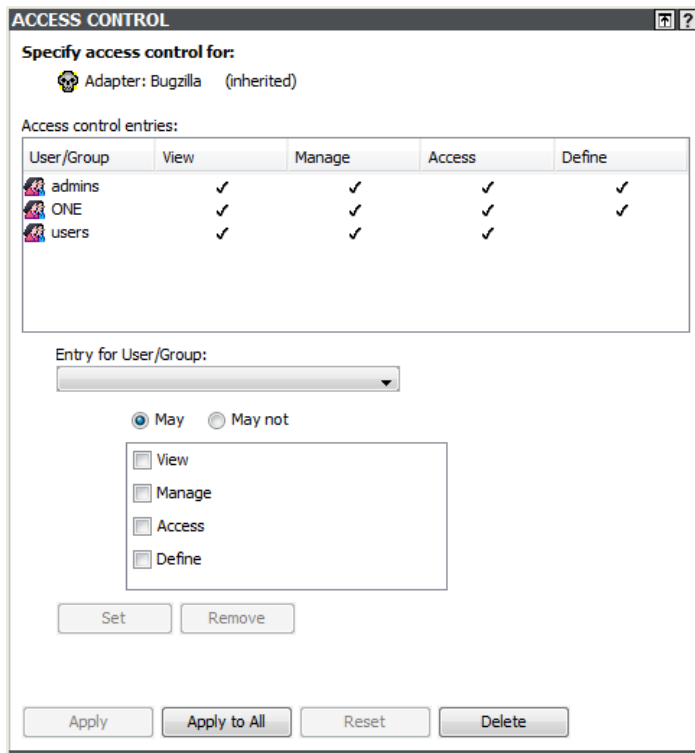 ACCESS CONTROL ?
Specify access control for:
Adapter: Bugzilla (inherited)
Access control entries:
User/Group View Manage Access Define
admins ✓ ✓ ✓ ✓
ONE ✓ ✓ ✓ ✓
users ✓ ✓ ✓
Entry for User/Group:
May May not
View
Manage
Access
Define
Set Remove
Apply Apply to All Reset Delete